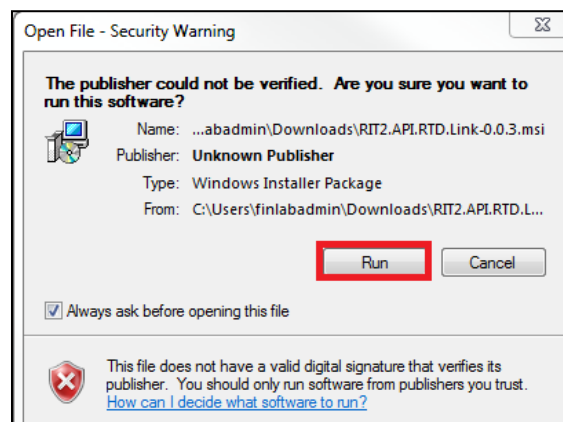 Open File - Security Warning
The publisher could not be verified.  Are you sure you want to
run this software?
Name: ...abadmin\Downloads\RIT2.API.RTD.Link-0.0.3.msi
Publisher: Unknown Publisher
Type: Windows Installer Package
From: C:\Users\finlabadmin\Downloads\RIT2.API.RTD.L...
Run Cancel
Always ask before opening this file
This file does not have a valid digital signature that verifies its
publisher.  You should only run software from publishers you trust.
How can I decide what software to run?